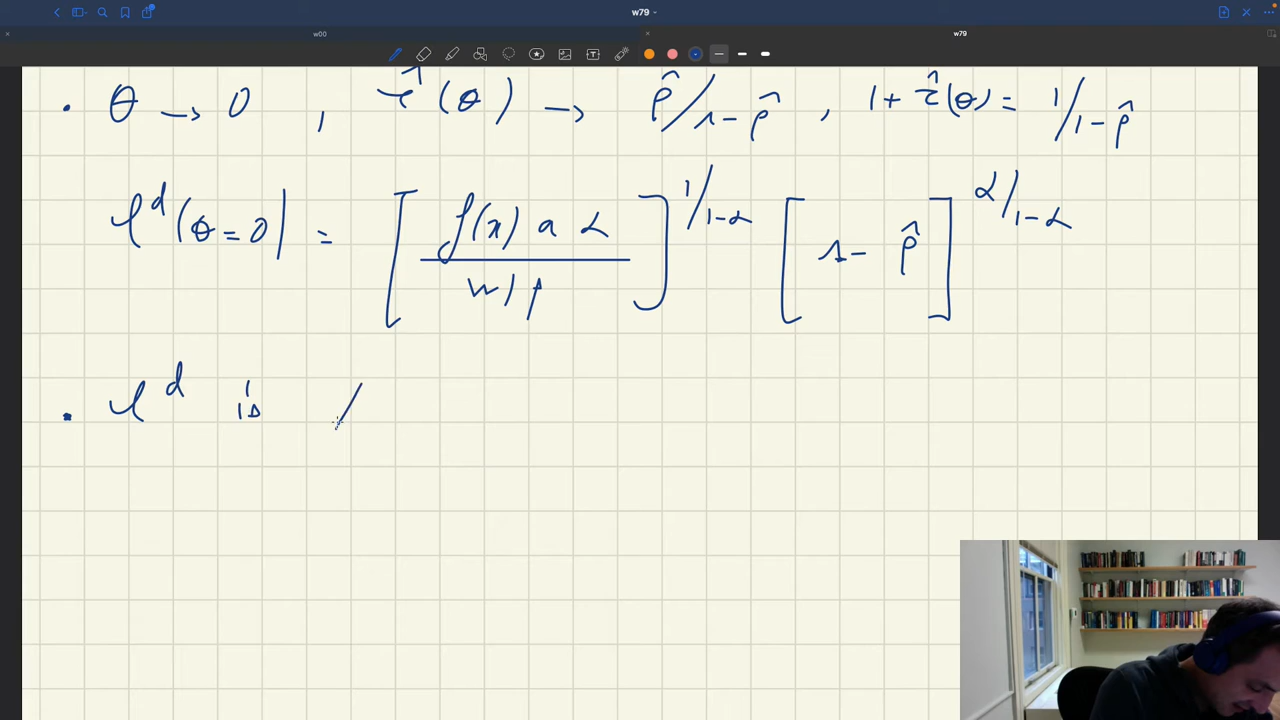 w79
w00
w79
• θ → 0 , τ̂(θ) → ρ̂/1-ρ̂ , 1+ τ̂(θ) = 1/1-ρ̂
l^d(θ=0) = [ f(x) a α / w/p ]^1/1-α [ 1- ρ̂ ]^α/1-α
• l^d is